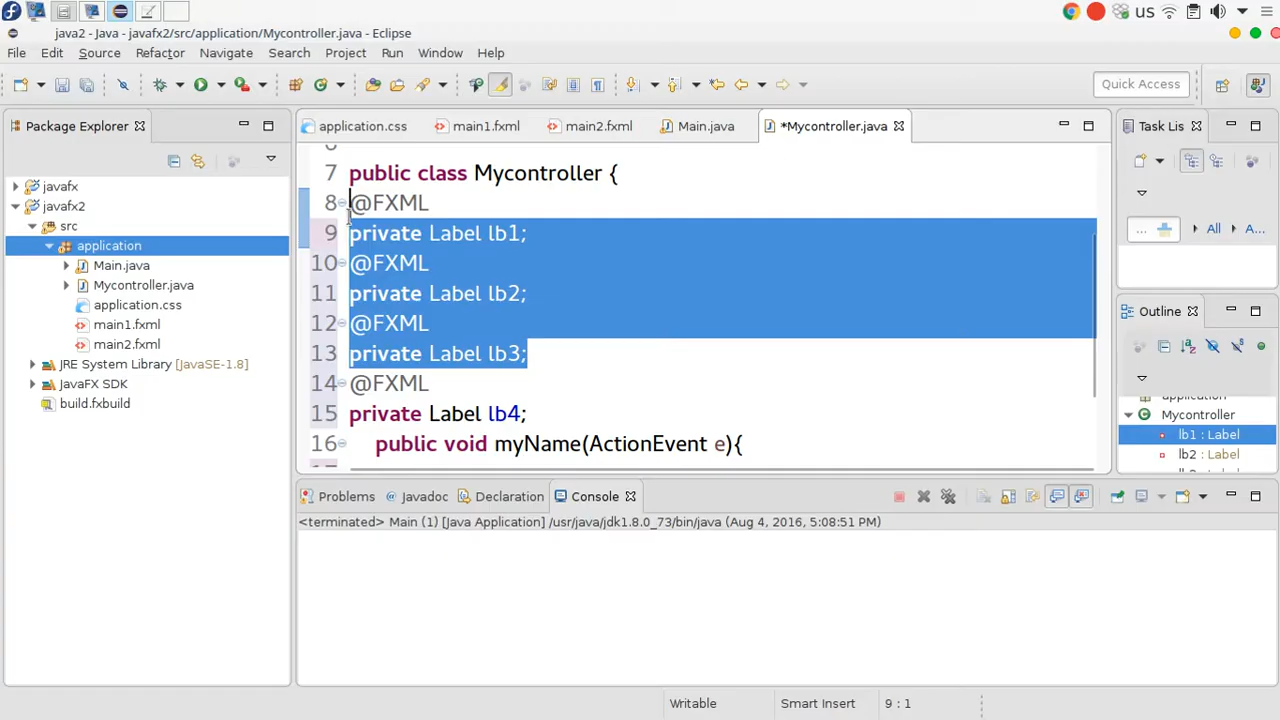 us
java2 - Java - javafx2/src/application/Mycontroller.java - Eclipse
File Edit Source Refactor Navigate Search Project Run Window Help
Quick Access
Package Explorer
application.css main1.fxml main2.fxml Main.java *Mycontroller.java
Task Lis
javafx
javafx2
src
application
Main.java
Mycontroller.java
application.css
main1.fxml
main2.fxml
JRE System Library [JavaSE-1.8]
JavaFX SDK
build.fxbuild
7 public class Mycontroller {
8 @FXML
9 private Label lb1;
10 @FXML
11 private Label lb2;
12 @FXML
13 private Label lb3;
14 @FXML
15 private Label lb4;
16 public void myName(ActionEvent e){
... All A...
Outline
application
Mycontroller
lb1 : Label
lb2 : Label
Problems Javadoc Declaration Console
<terminated> Main (1) [Java Application] /usr/java/jdk1.8.0_73/bin/java (Aug 4, 2016, 5:08:51 PM)
Writable Smart Insert 9 : 1